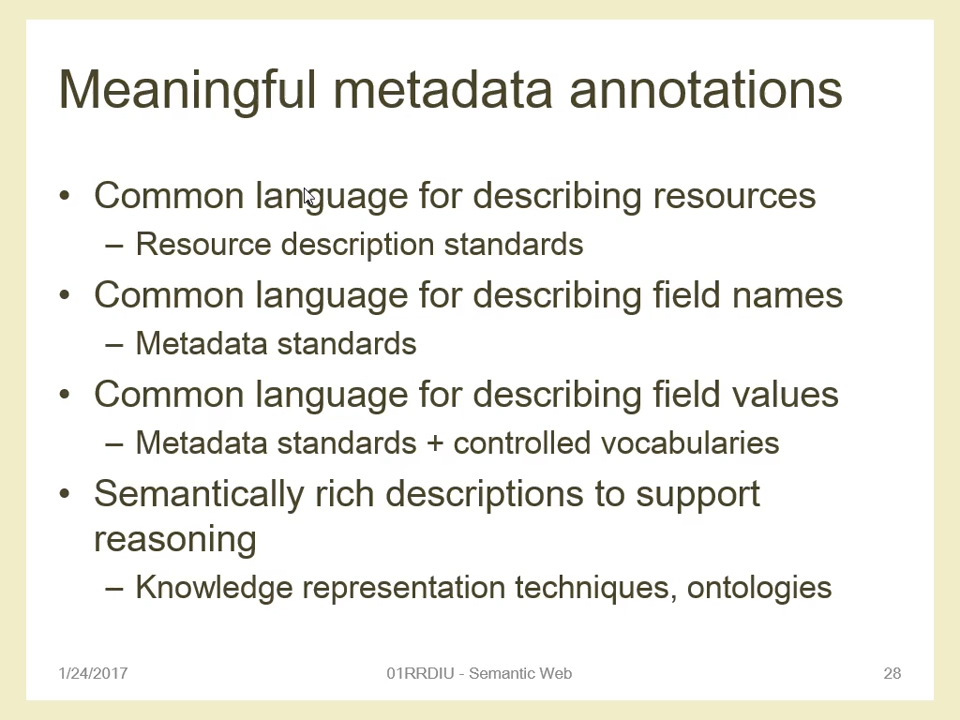 Meaningful metadata annotations
• Common language for describing resources
– Resource description standards
• Common language for describing field names
– Metadata standards
• Common language for describing field values
– Metadata standards + controlled vocabularies
• Semantically rich descriptions to support
reasoning
– Knowledge representation techniques, ontologies
1/24/2017 01RRDIU - Semantic Web 28